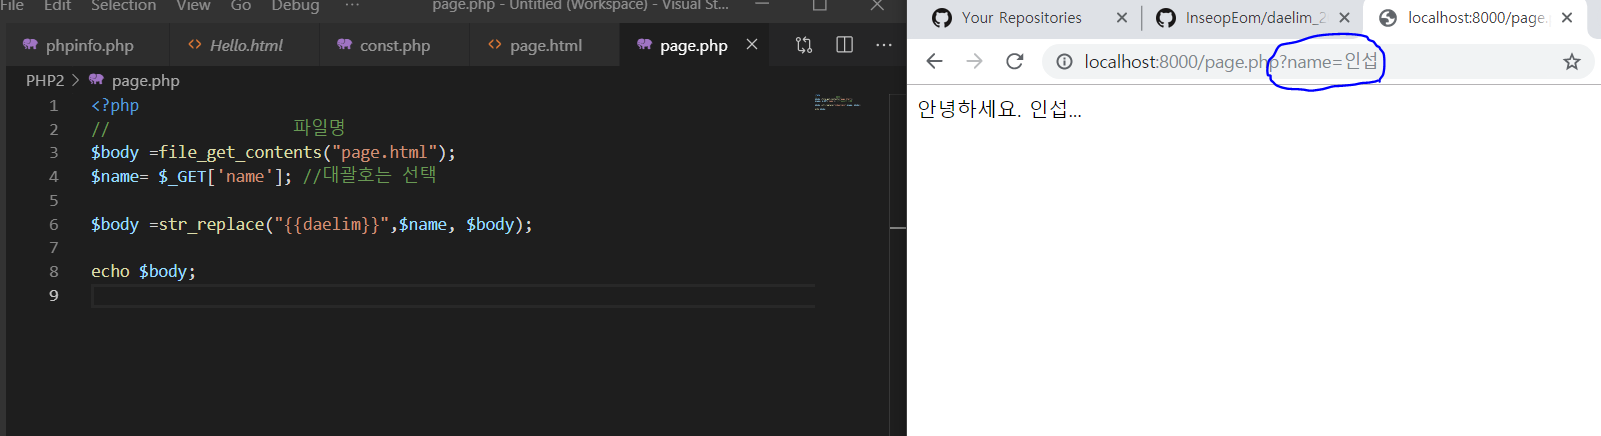 File Edit Selection View Go Debug ··· page.php - Untitled (Workspace) - Visual St...
phpinfo.php Hello.html const.php page.html page.php
PHP2 > page.php
1 <?php
2 // 파일명
3 $body =file_get_contents("page.html");
4 $name= $_GET['name']; //대괄호는 선택
5
6 $body =str_replace("{{daelim}}",$name, $body);
7
8 echo $body;
9
Your Repositories InseopEom/daelim_2 localhost:8000/page.
localhost:8000/page.php?name=인섭
안녕하세요. 인섭...